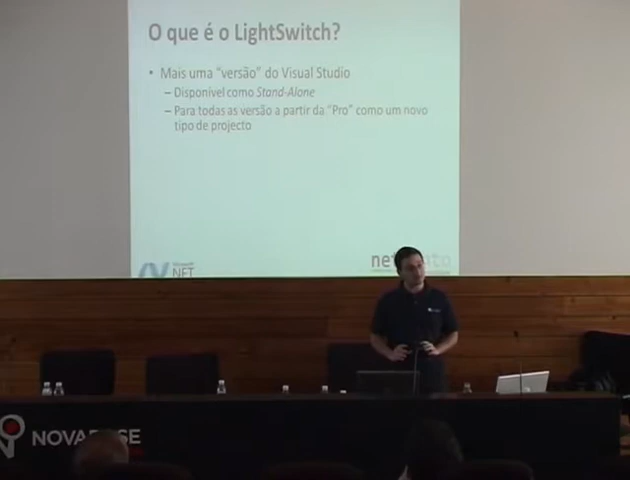 O que é o LightSwitch?
• Mais uma “versão” do Visual Studio
– Disponível como Stand-Alone
– Para todas as versão a partir da “Pro” como um novo
tipo de projecto
NET